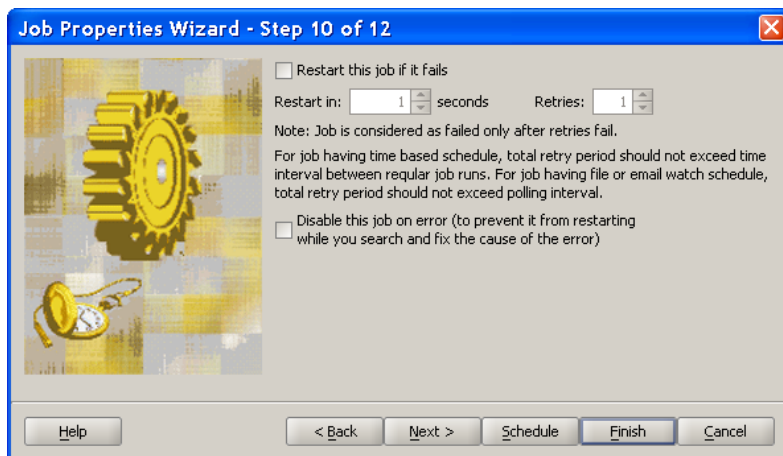 Job Properties Wizard - Step 10 of 12
Restart this job if it fails
Restart in: 1 seconds Retries: 1
Note: Job is considered as failed only after retries fail.
For job having time based schedule, total retry period should not exceed time
interval between reqular job runs. For job having file or email watch schedule,
total retry period should not exceed polling interval.
Disable this job on error (to prevent it from restarting
while you search and fix the cause of the error)
Help < Back Next > Schedule Finish Cancel